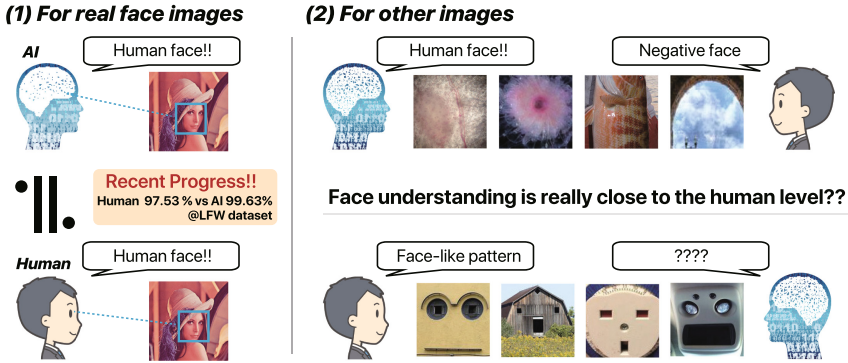 (1) For real face images
AI
Human face!!
Recent Progress!!
Human 97.53 % vs AI 99.63%
@LFW dataset
Human
Human face!!
(2) For other images
Human face!!
Negative face
Face understanding is really close to the human level??
Face-like pattern
????